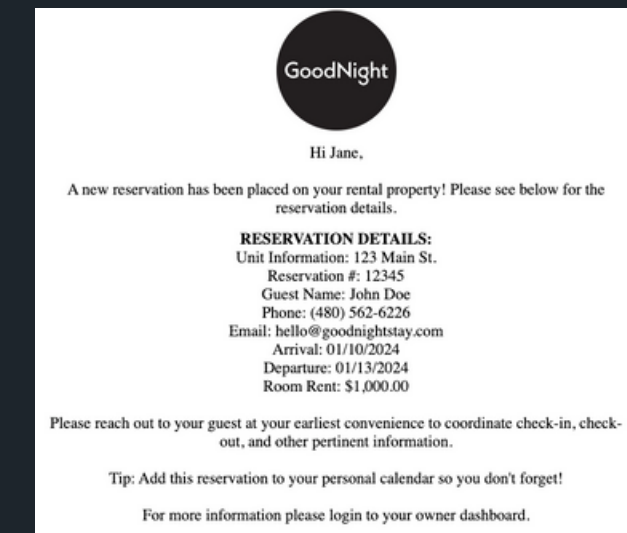 GoodNight
Hi Jane,
A new reservation has been placed on your rental property! Please see below for the
reservation details.
RESERVATION DETAILS:
Unit Information: 123 Main St.
Reservation #: 12345
Guest Name: John Doe
Phone: (480) 562-6226
Email: hello@goodnightstay.com
Arrival: 01/10/2024
Departure: 01/13/2024
Room Rent: $1,000.00
Please reach out to your guest at your earliest convenience to coordinate check-in, check-
out, and other pertinent information.
Tip: Add this reservation to your personal calendar so you don't forget!
For more information please login to your owner dashboard.